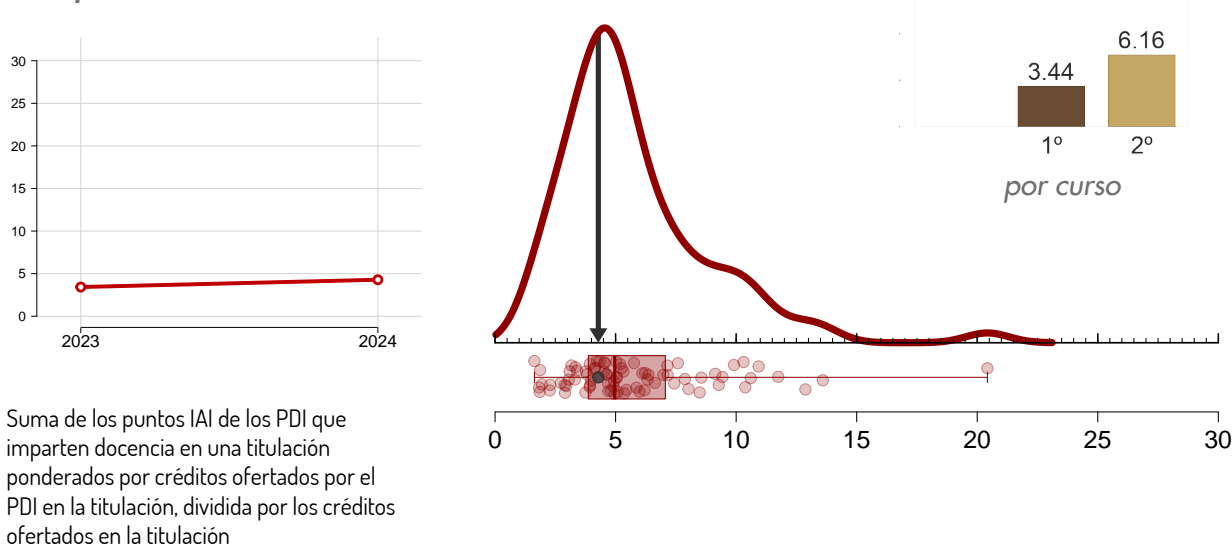 30
25
20
15
10
5
0
2023
2024
3.44
6.16
1º
2º
por curso
0
5
10
15
20
25
30
Suma de los puntos IAI de los PDI que
imparten docencia en una titulación
ponderados por créditos ofertados por el
PDI en la titulación, dividida por los créditos
ofertados en la titulación